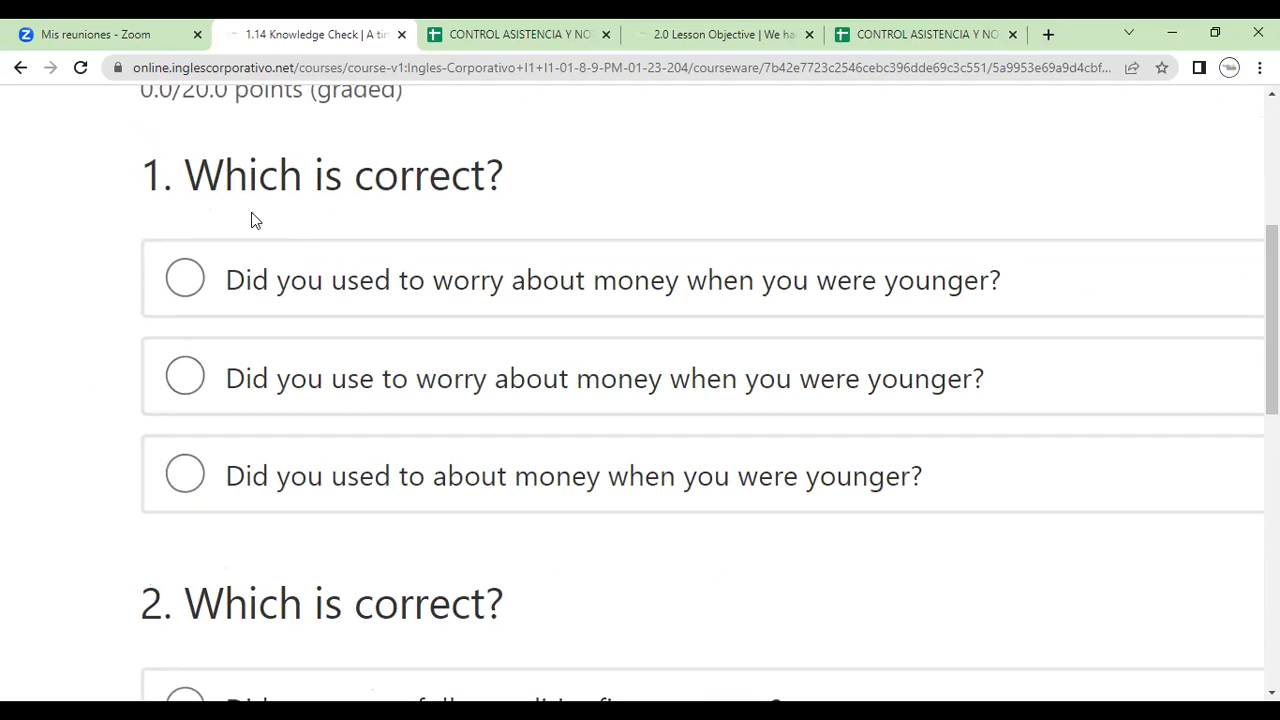 Mis reuniones - Zoom
1.14 Knowledge Check | A tim
CONTROL ASISTENCIA Y NO
2.0 Lesson Objective | We ha
CONTROL ASISTENCIA Y NO
online.inglescorporativo.net/courses/course-v1:Ingles-Corporativo+I1+I1-01-8-9-PM-01-23-204/courseware/7b42e7723c2546cebc396dde69c3c551/5a9953e69a9d4cbf...
0.0/20.0 points (graded)
1. Which is correct?
Did you used to worry about money when you were younger?
Did you use to worry about money when you were younger?
Did you used to about money when you were younger?
2. Which is correct?